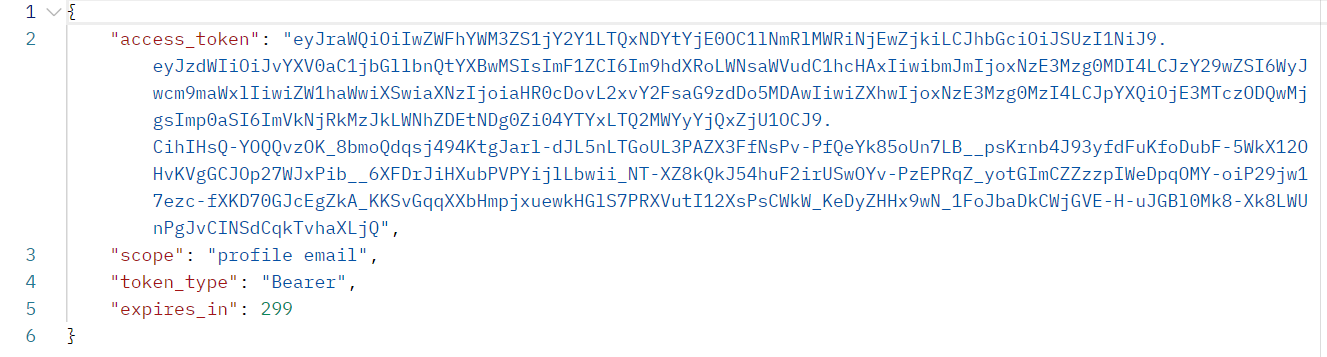 1 {
2 "access_token": "eyJraWQiOiIwZWFhYWM3ZS1jY2Y1LTQxNDYtYjE0OC1lNmRlMWRiNjEwZjkiLCJhbGciOiJSUzI1NiJ9.
eyJzdWIiOiJvYXV0aC1jbGllbnQtYXBwMSIsImF1ZCI6Im9hdXRoLWNsaWVudC1hcHAxIiwibmJmIjoxNzE3Mzg0MDI4LCJzY29wZSI6WyJ
wcm9maWxlIiwiZW1haWwiXSwiaXNzIjoiaHR0cDovL2xvY2FsaG9zdDo5MDAwIiwiZXhwIjoxNzE3Mzg0MzI4LCJpYXQiOjE3MTczODQwMj
gsImp0aSI6ImVkNjRkMzJkLWNhZDEtNDg0Zi04YTYxLTQ2MWYyYjQxZjU1OCJ9.
CihIHsQ-YOQQvzOK_8bmoQdqsj494KtgJarl-dJL5nLTGoUL3PAZX3FfNsPv-PfQeYk85oUn7LB__psKrnb4J93yfdFuKfoDubF-5WkX12O
HvKVgGCJOp27WJxPib__6XFDrJiHXubPVPYijlLbwii_NT-XZ8kQkJ54huF2irUSwOYv-PzEPRqZ_yotGImCZZzzpIWeDpqOMY-oiP29jw1
7ezc-fXKD70GJcEgZkA_KKSvGqqXXbHmpjxuewkHGlS7PRXVutI12XsPsCWkW_KeDyZHHx9wN_1FoJbaDkCWjGVE-H-uJGBl0Mk8-Xk8LWU
nPgJvCINSdCqkTvhaXLjQ",
3 "scope": "profile email",
4 "token_type": "Bearer",
5 "expires_in": 299
6 }